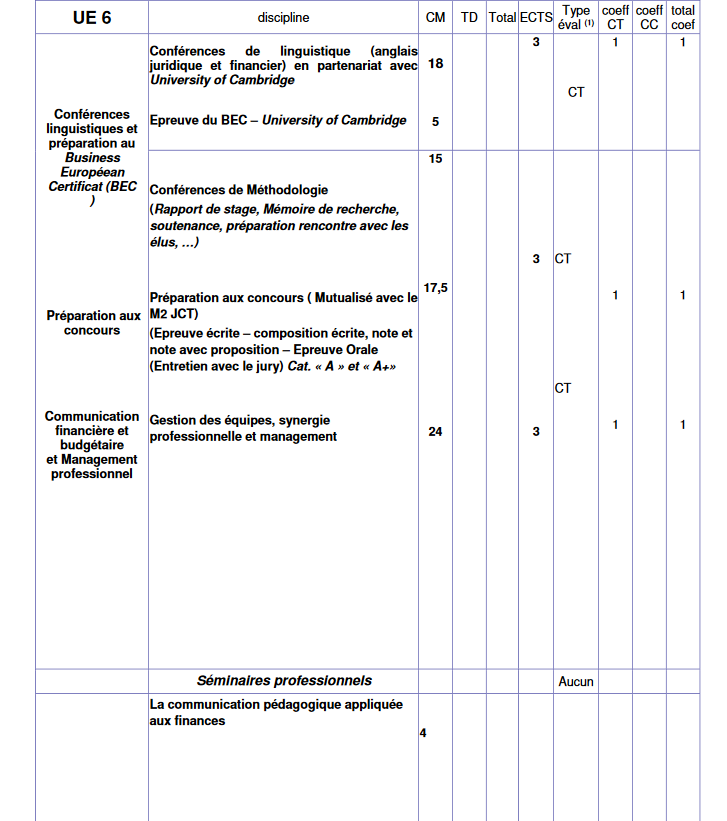 UE 6 discipline CM TD Total ECTS Type éval (1) coeff CT coeff CC total coef
Conférences de linguistique (anglais 3 1 1
juridique et financier) en partenariat avec 18
University of Cambridge
CT
Conférences
linguistiques et
préparation au
Business
Européan
Certificat (BEC
)
Epreuve du BEC – University of Cambridge 5
15
Conférences de Méthodologie
(Rapport de stage, Mémoire de recherche,
soutenance, préparation rencontre avec les
élus, …)
3 CT
Préparation aux
concours
Préparation aux concours ( Mutualisé avec le 17,5 1 1
M2 JCT)
(Epreuve écrite – composition écrite, note et
note avec proposition – Epreuve Orale
(Entretien avec le jury) Cat. « A » et « A+»
CT
Communication
financière et
budgétaire
et Management
professionnel
Gestion des équipes, synergie
professionnelle et management 24 3 1 1
Séminaires professionnels Aucun
La communication pédagogique appliquée
aux finances
4